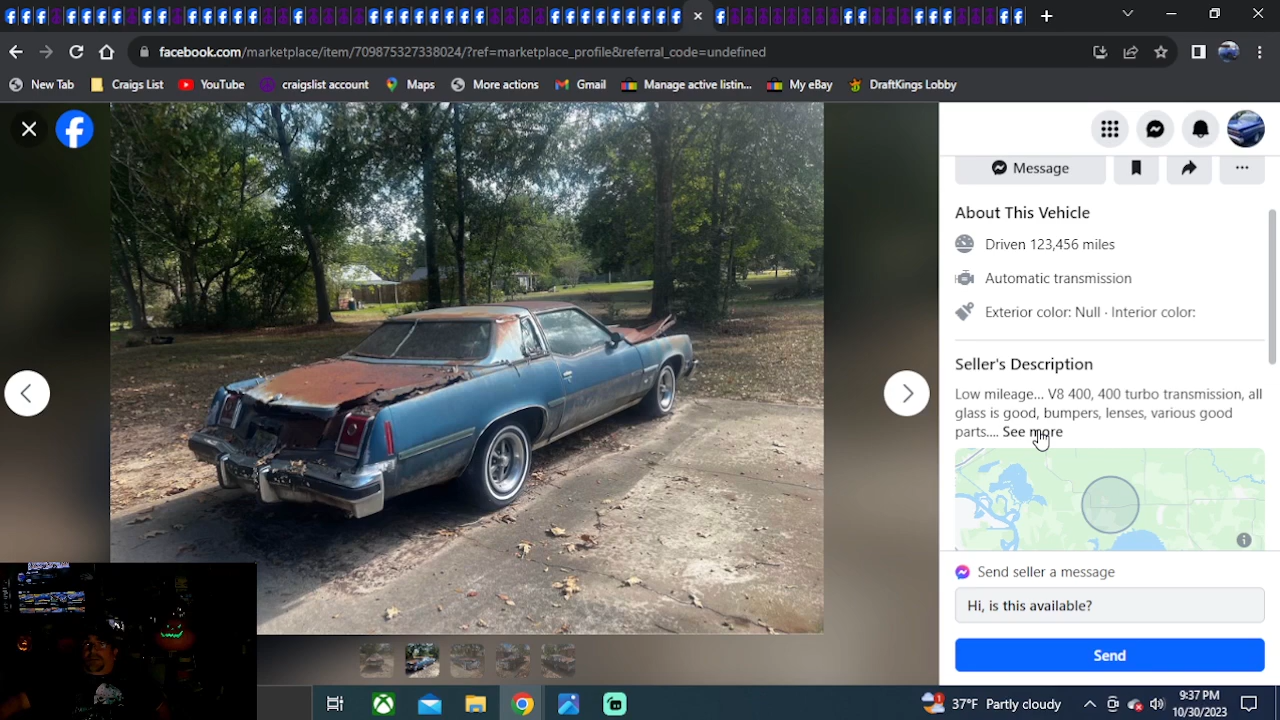 facebook.com/marketplace/item/709875327338024/?ref=marketplace_profile&referral_code=undefined
New Tab
Craigs List
YouTube
craigslist account
Maps
More actions
Gmail
Manage active listin...
My eBay
DraftKings Lobby
Message
About This Vehicle
Driven 123,456 miles
Automatic transmission
Exterior color: Null · Interior color:
Seller's Description
Low mileage... V8 400, 400 turbo transmission, all
glass is good, bumpers, lenses, various good
parts.... See more
Send seller a message
Hi, is this available?
Send
37°F Partly cloudy
9:37 PM
10/30/2023